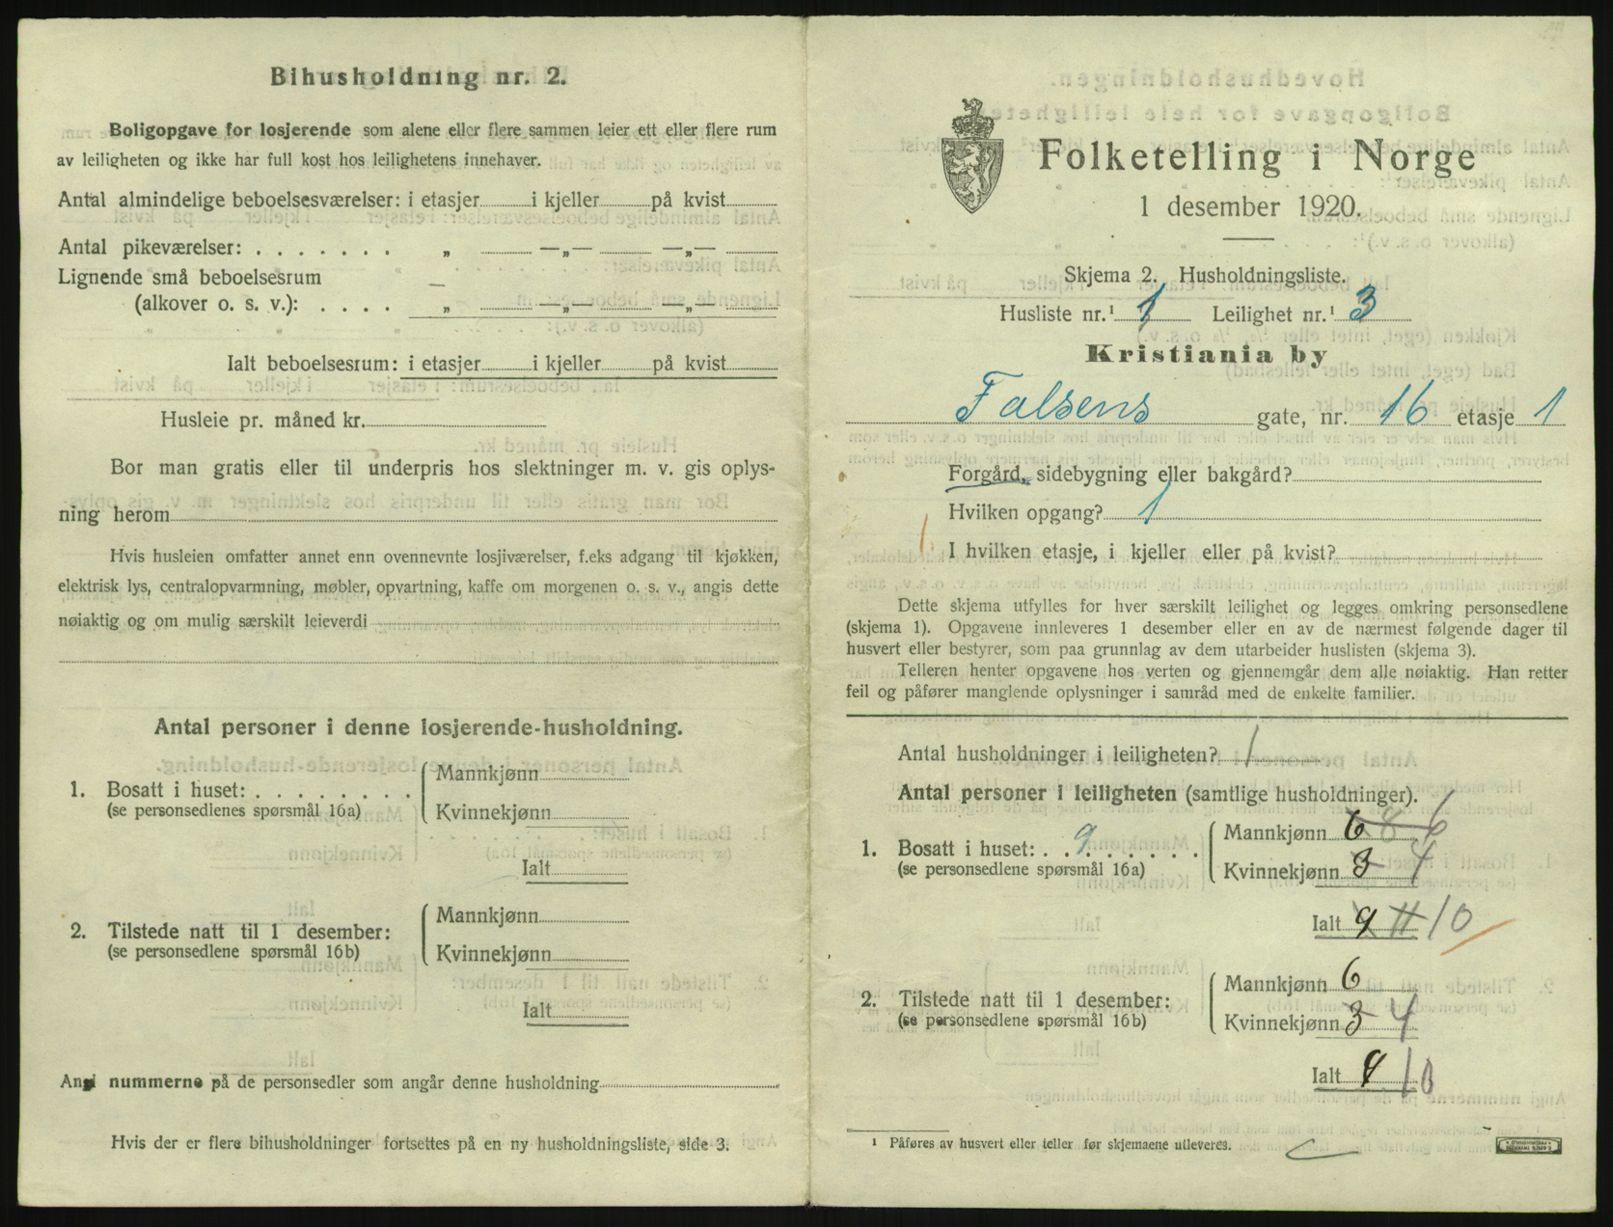 Bihusholdning nr. 2.
Boligopgave for losjerende som alene eller flere sammen leier ett eller flere rum
av leiligheten og ikke har full kost hos leilighetens innehaver.
Antal almindelige beboelsesværelser: i etasjer i kjeller på kvist
Antal pikeværelser: . . . . . . . „ —„— —„—
Lignende små beboelsesrum
(alkover o. s. v.): . . . . „ —„— —„—
Ialt beboelsesrum: i etasjer i kjeller på kvist
Husleie pr. måned kr.
Bor man gratis eller til underpris hos slektninger m. v. gis oplys-
ning herom
Hvis husleien omfatter annet enn ovennevnte losjiværelser, f.eks adgang til kjøkken,
elektrisk lys, centralopvarmning, møbler, opvartning, kaffe om morgenen o. s. v., angis dette
nøiaktig og om mulig særskilt leieverdi
Antal personer i denne losjerende-husholdning.
1. Bosatt i huset: . . . . . . . .
(se personsedlenes spørsmål 16a)
Mannkjønn
Kvinnekjønn
Ialt
2. Tilstede natt til 1 desember:
(se personsedlene spørsmål 16b)
Mannkjønn
Kvinnekjønn
Ialt
Angi nummerne på de personsedler som angår denne husholdning
Hvis der er flere bihusholdninger fortsettes på en ny husholdningsliste, side 3.
Folketelling i Norge
1 desember 1920.
Skjema 2. Husholdningsliste.
Husliste nr.¹ 1 Leilighet nr.¹ 3
Kristiania by
Falsens gate, nr. 16 etasje 1
Forgård, sidebygning eller bakgård?
Hvilken opgang? 1
1 I hvilken etasje, i kjeller eller på kvist?
Dette skjema utfylles for hver særskilt leilighet og legges omkring personsedlene
(skjema 1). Opgavene innleveres 1 desember eller en av de nærmest følgende dager til
husvert eller bestyrer, som paa grunnlag av dem utarbeider huslisten (skjema 3).
Telleren henter opgavene hos verten og gjennemgår dem alle nøiaktig. Han retter
feil og påfører manglende oplysninger i samråd med de enkelte familier.
Antal husholdninger i leiligheten? 1
Antal personer i leiligheten (samtlige husholdninger).
1. Bosatt i huset: . . 9 . . . . .
(se personsedlene spørsmål 16a)
Mannkjønn 6 8 6
Kvinnekjønn 3 4
Ialt 9 11 10
2. Tilstede natt til 1 desember:
(se personsedlene spørsmål 16b)
Mannkjønn 6
Kvinnekjønn 3 4
Ialt 9 10
¹ Påføres av husvert eller teller før skjemaene utleveres.